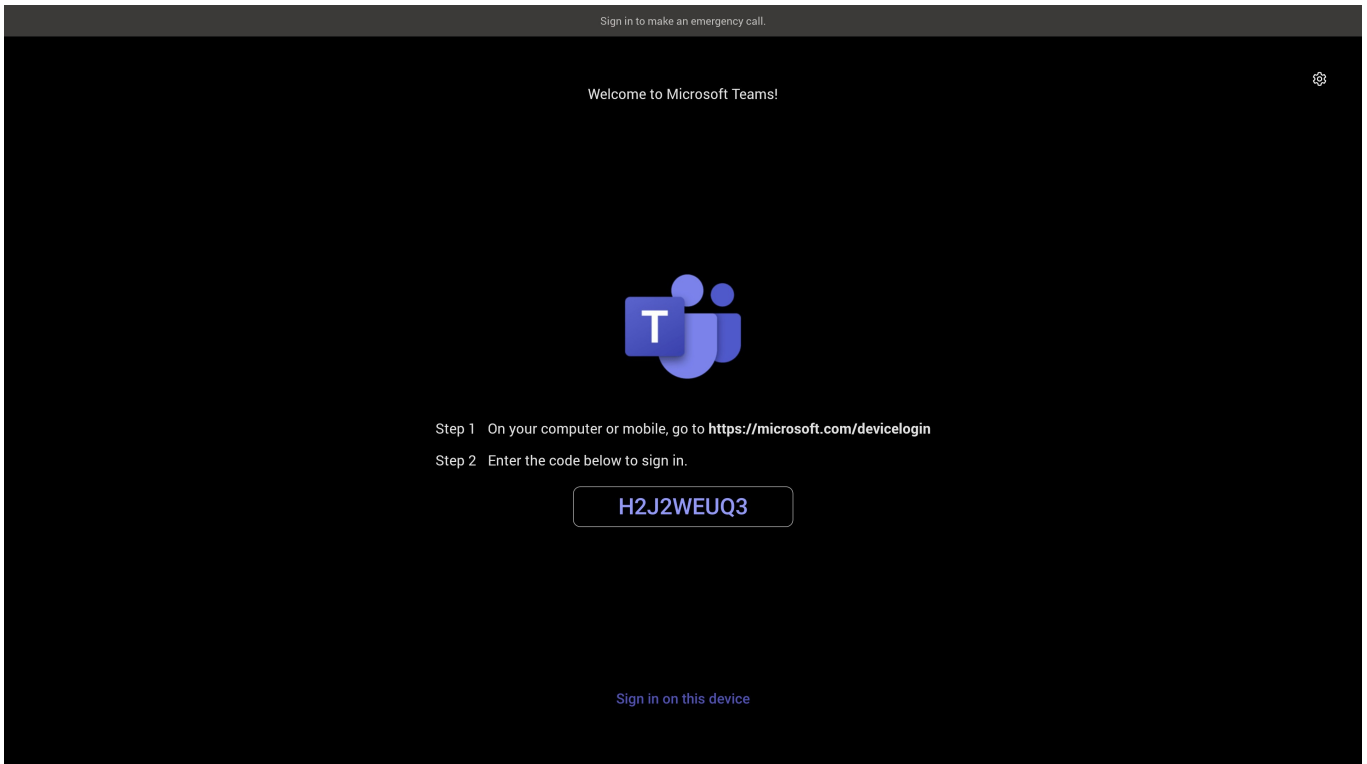 Sign in to make an emergency call.
Welcome to Microsoft Teams!
T
Step 1 On your computer or mobile, go to https://microsoft.com/devicelogin
Step 2 Enter the code below to sign in.
H2J2WEUQ3
Sign in on this device